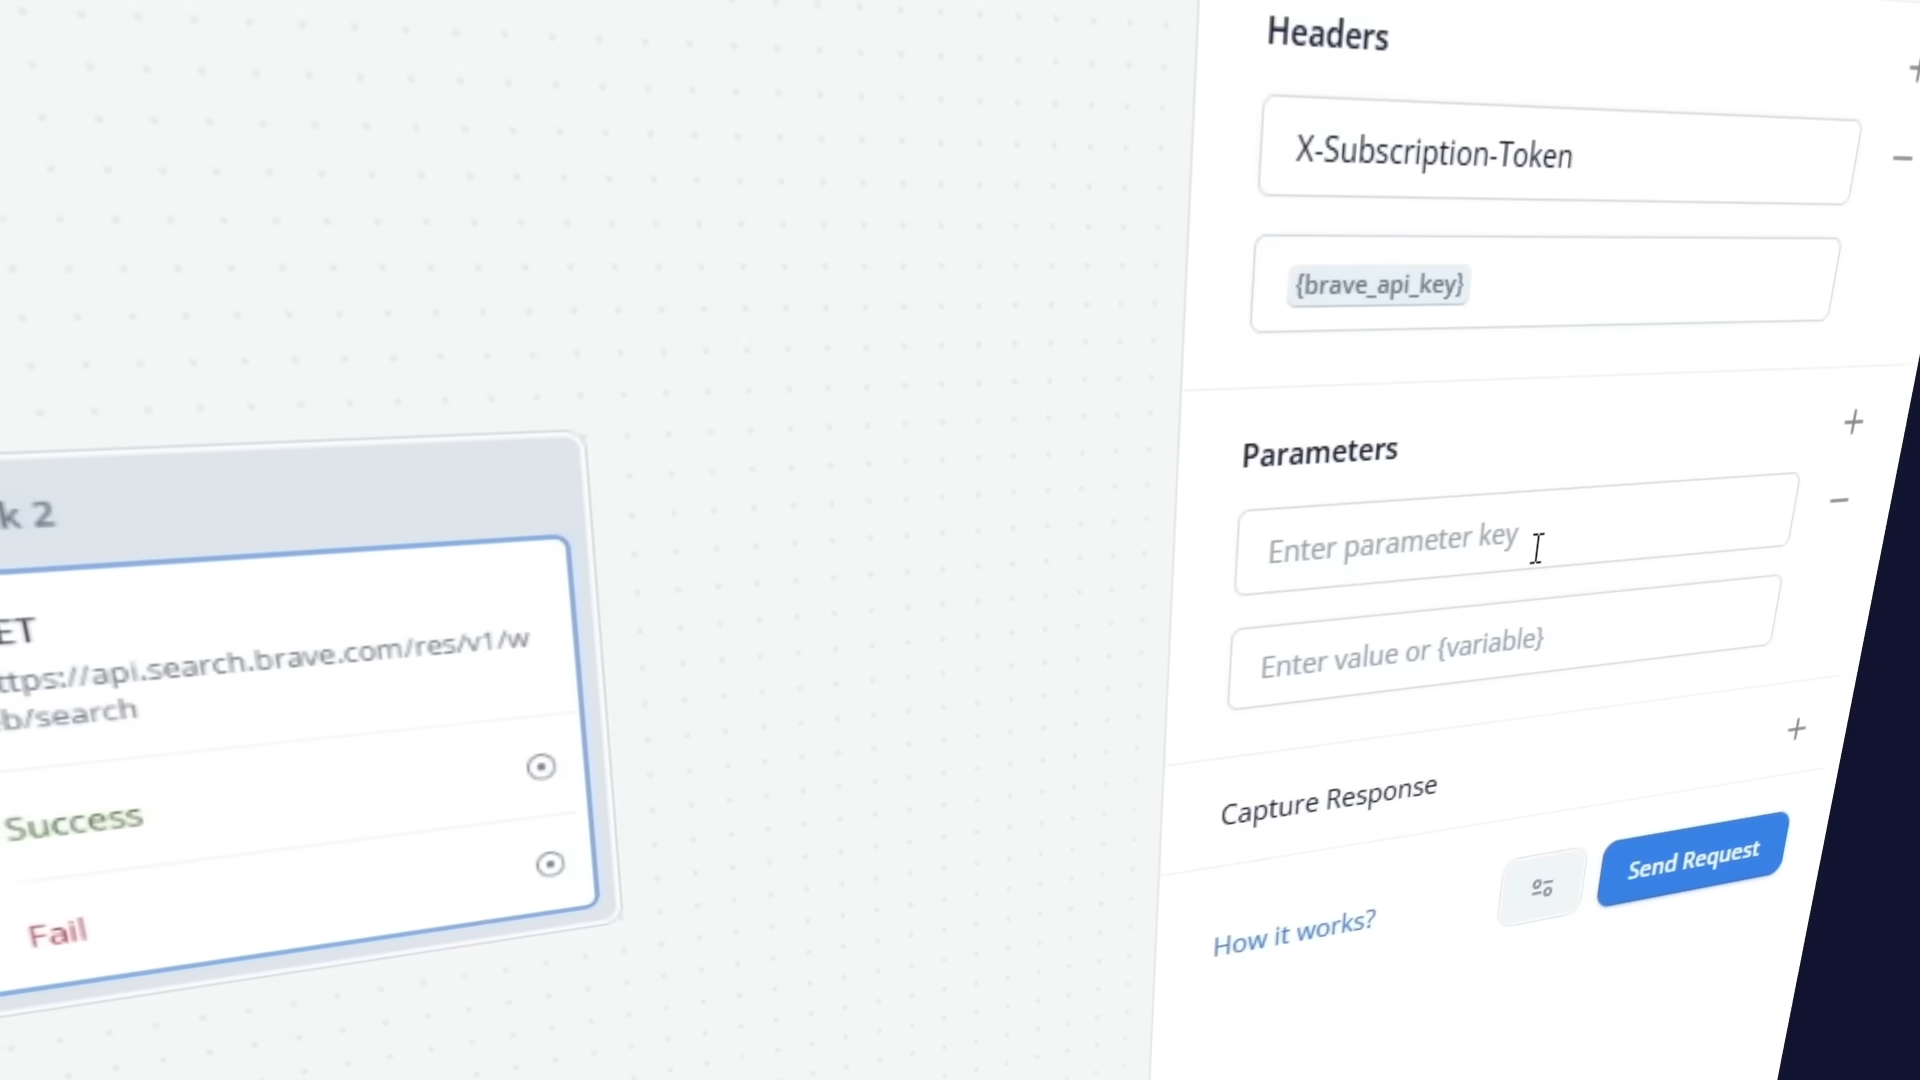 Headers
X-Subscription-Token
{brave_api_key}
Parameters
Enter parameter key
Enter value or {variable}
Capture Response
Send Request
How it works?
k 2
ET
ttps://api.search.brave.com/res/v1/w
b/search
Success
Fail